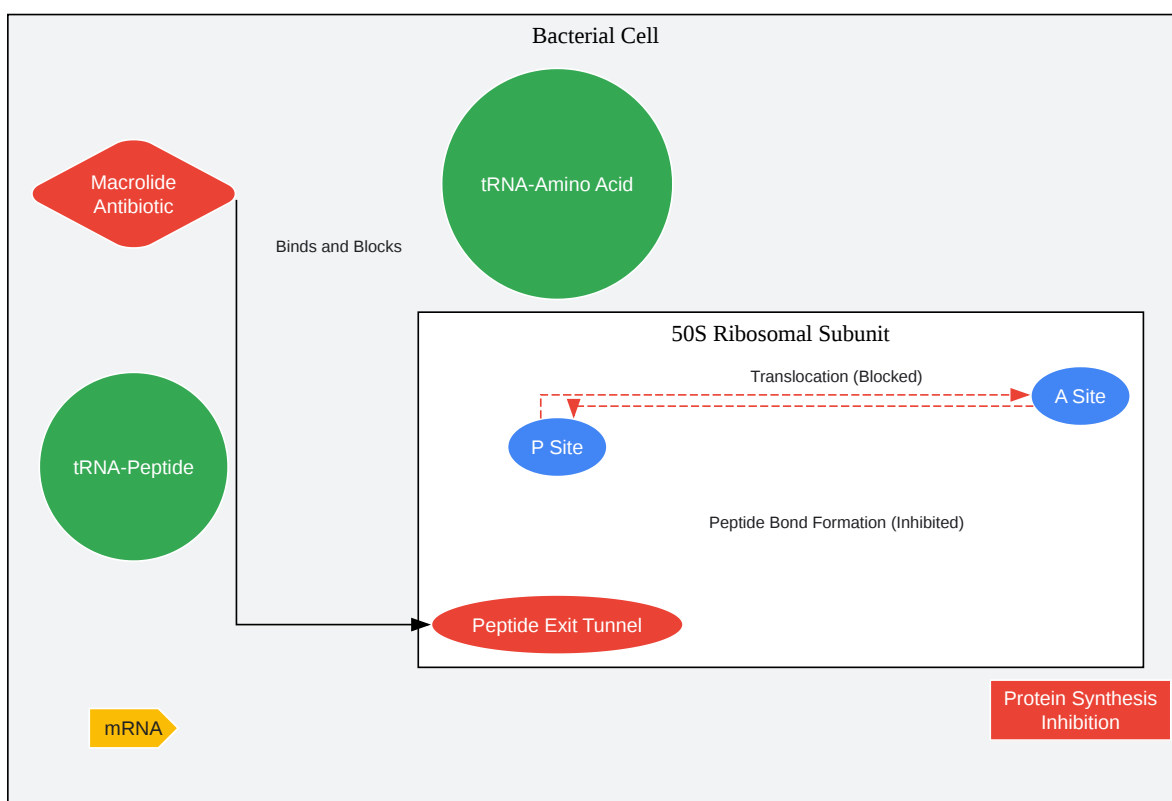 Bacterial Cell
Macrolide
Antibiotic
tRNA-Amino Acid
Binds and Blocks
50S Ribosomal Subunit
Translocation (Blocked)
A Site
P Site
tRNA-Peptide
Peptide Bond Formation (Inhibited)
Peptide Exit Tunnel
Protein Synthesis
Inhibition
mRNA